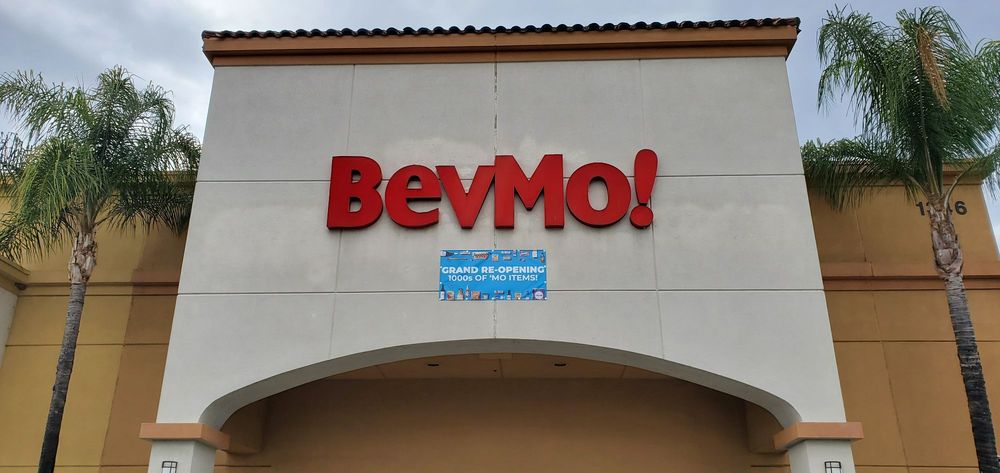 BevMo!
GRAND RE-OPENING
1000s OF 'MO ITEMS!